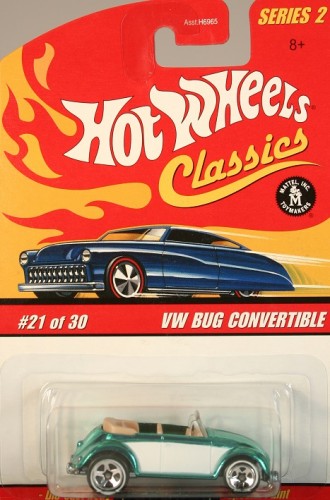 Asst.H6965
SERIES 2
8+
Hot Wheels®
Classics
MATTEL, INC.
M
TOYMAKERS
#21 of 30
VW BUG CONVERTIBLE